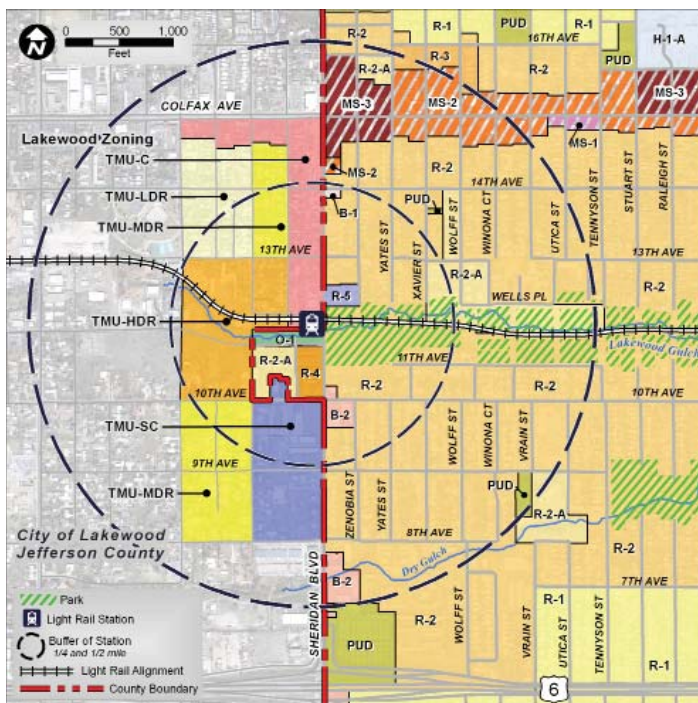 N
0 500 1,000
Feet
R-2
R-1
PUD
R-1
16TH AVE
H-1-A
R-3
R-2
PUD
R-2-A
COLFAX AVE
MS-3
MS-2
MS-3
Lakewood Zoning
TMU-C
MS-2
R-2
MS-1
14TH AVE
TMU-LDR
PUD
B-1
TMU-MDR
YATES ST
XAVIER ST
WOLFF ST
WINONA CT
UTICA ST
TENNYSON ST
STUART ST
RALEIGH ST
13TH AVE
13TH AVE
R-2-A
R-2
R-5
WELLS PL
TMU-HDR
O-1
11TH AVE
Lakewood Gulch
R-2-A
R-4
10TH AVE
R-2
R-2
10TH AVE
TMU-SC
B-2
WOLFF ST
WINONA CT
VRAIN ST
9TH AVE
TMU-MDR
PUD
ZENOBIA ST
YATES ST
R-2-A
8TH AVE
City of Lakewood
Jefferson County
Dry Gulch
R-2
B-2
7TH AVE
Park
Light Rail Station
Buffer of Station
1/4 and 1/2 mile
Light Rail Alignment
County Boundary
SHERIDAN BLVD
R-2
WOLFF ST
VRAIN ST
R-1
UTICA ST
TENNYSON ST
R-2
PUD
R-1
6